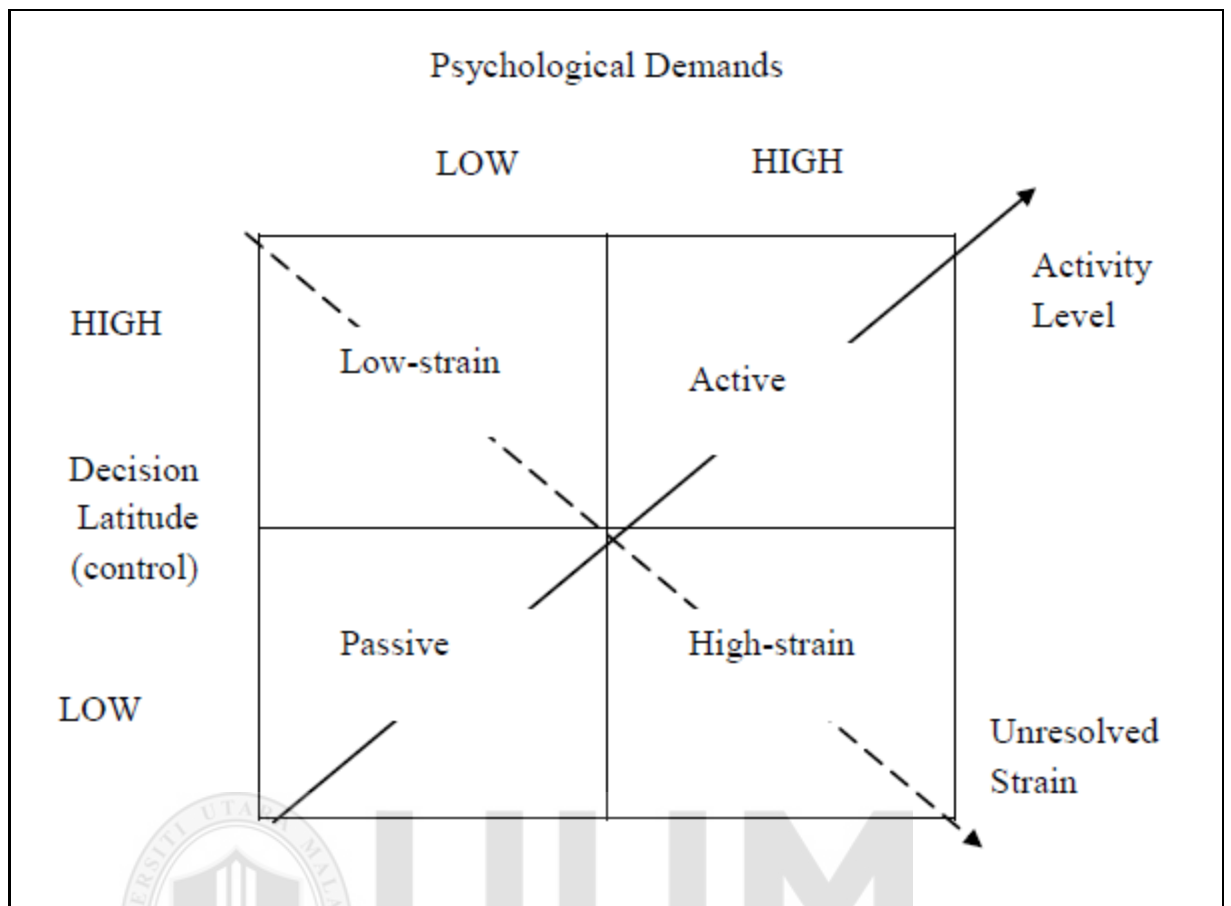 Psychological Demands
LOW HIGH
Activity
Level
HIGH
Low-strain
Active
Decision
Latitude
(control)
Passive
High-strain
LOW
Unresolved
Strain
UTARA
UUM